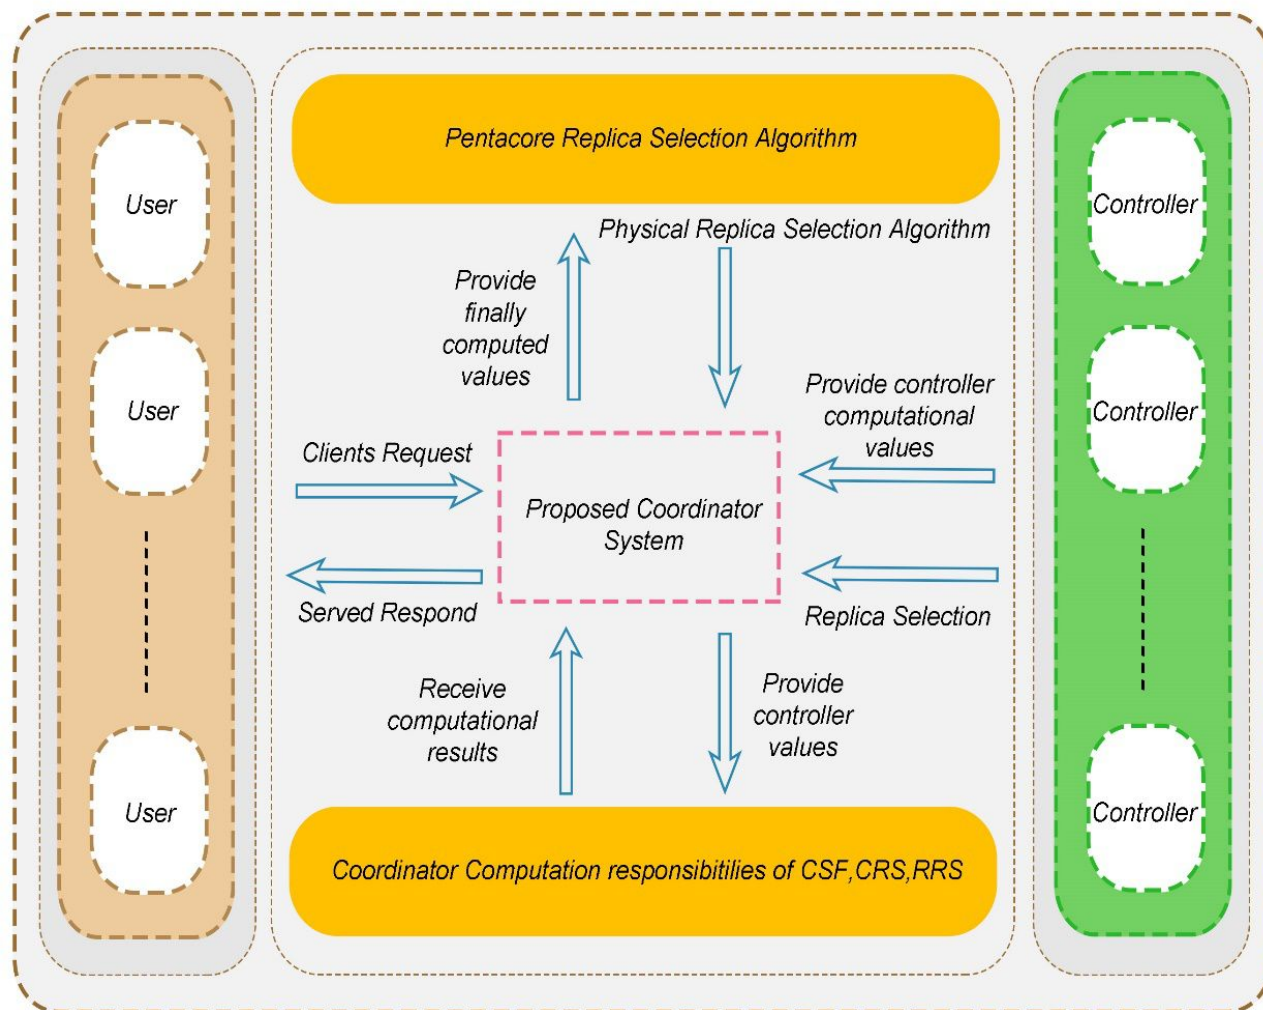 Pentacore Replica Selection Algorithm
User
Controller
Physical Replica Selection Algorithm
Provide
finally
computed
values
User
Provide controller
computational
values
Controller
Clients Request
Proposed Coordinator
System
Served Respond
Replica Selection
Receive
computational
results
Provide
controller
values
User
Controller
Coordinator Computation responsibitilies of CSF,CRS,RRS